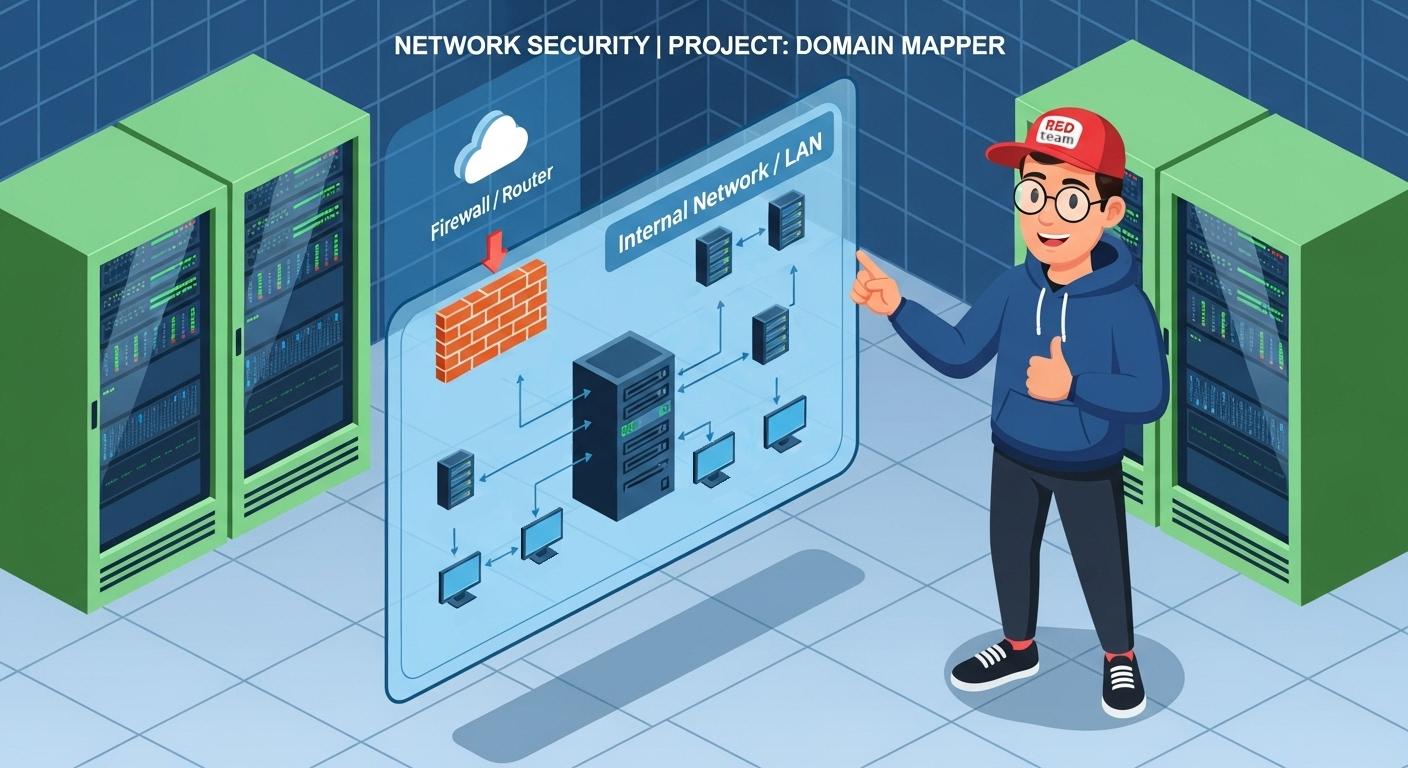 NETWORK SECURITY | PROJECT: DOMAIN MAPPER
Firewall / Router
Internal Network / LAN
RED
team